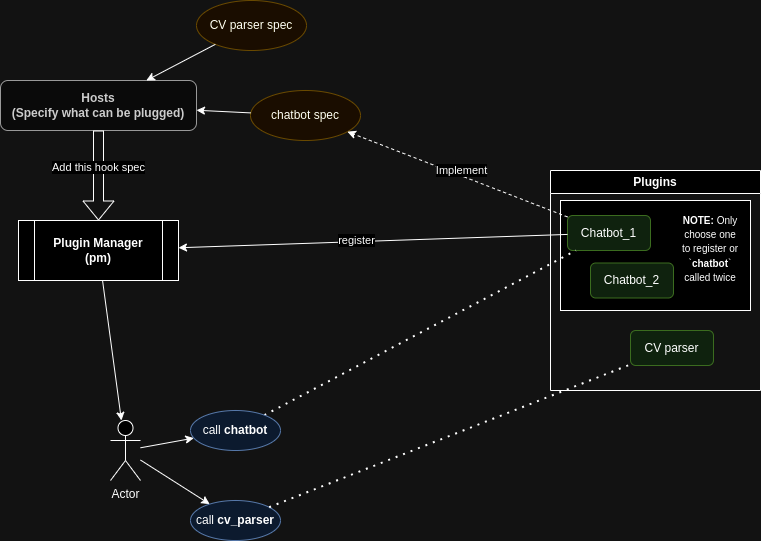 CV parser spec
Hosts
(Specify what can be plugged)
chatbot spec
Add this hook spec
Implement
Plugins
Chatbot_1
NOTE: Only
choose one
to register or
`chatbot`
called twice
Plugin Manager
(pm)
register
Chatbot_2
CV parser
call chatbot
Actor
call cv_parser